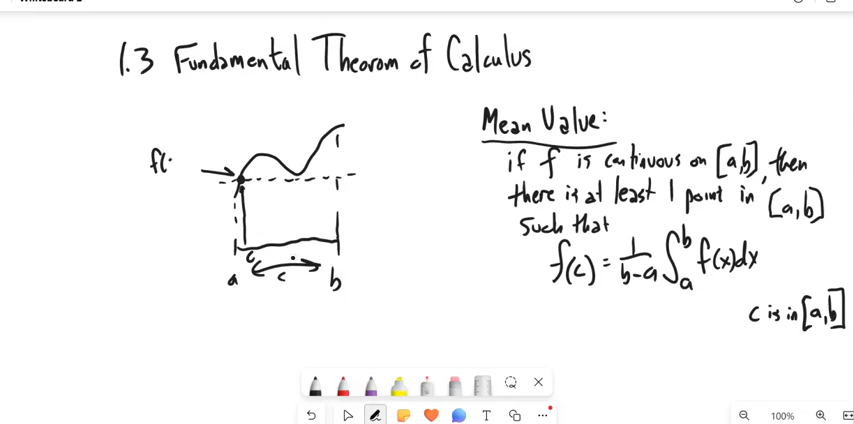 1.3 Fundamental Theorom of Calculus
Mean Value:
if f is continuous on [a,b], then
there is at least 1 point in [a,b)
such that
f(c) = 1/(b-a) ∫_a^b f(x)dx
c is in [a,b]
f(
c
a
c
b
T
100%